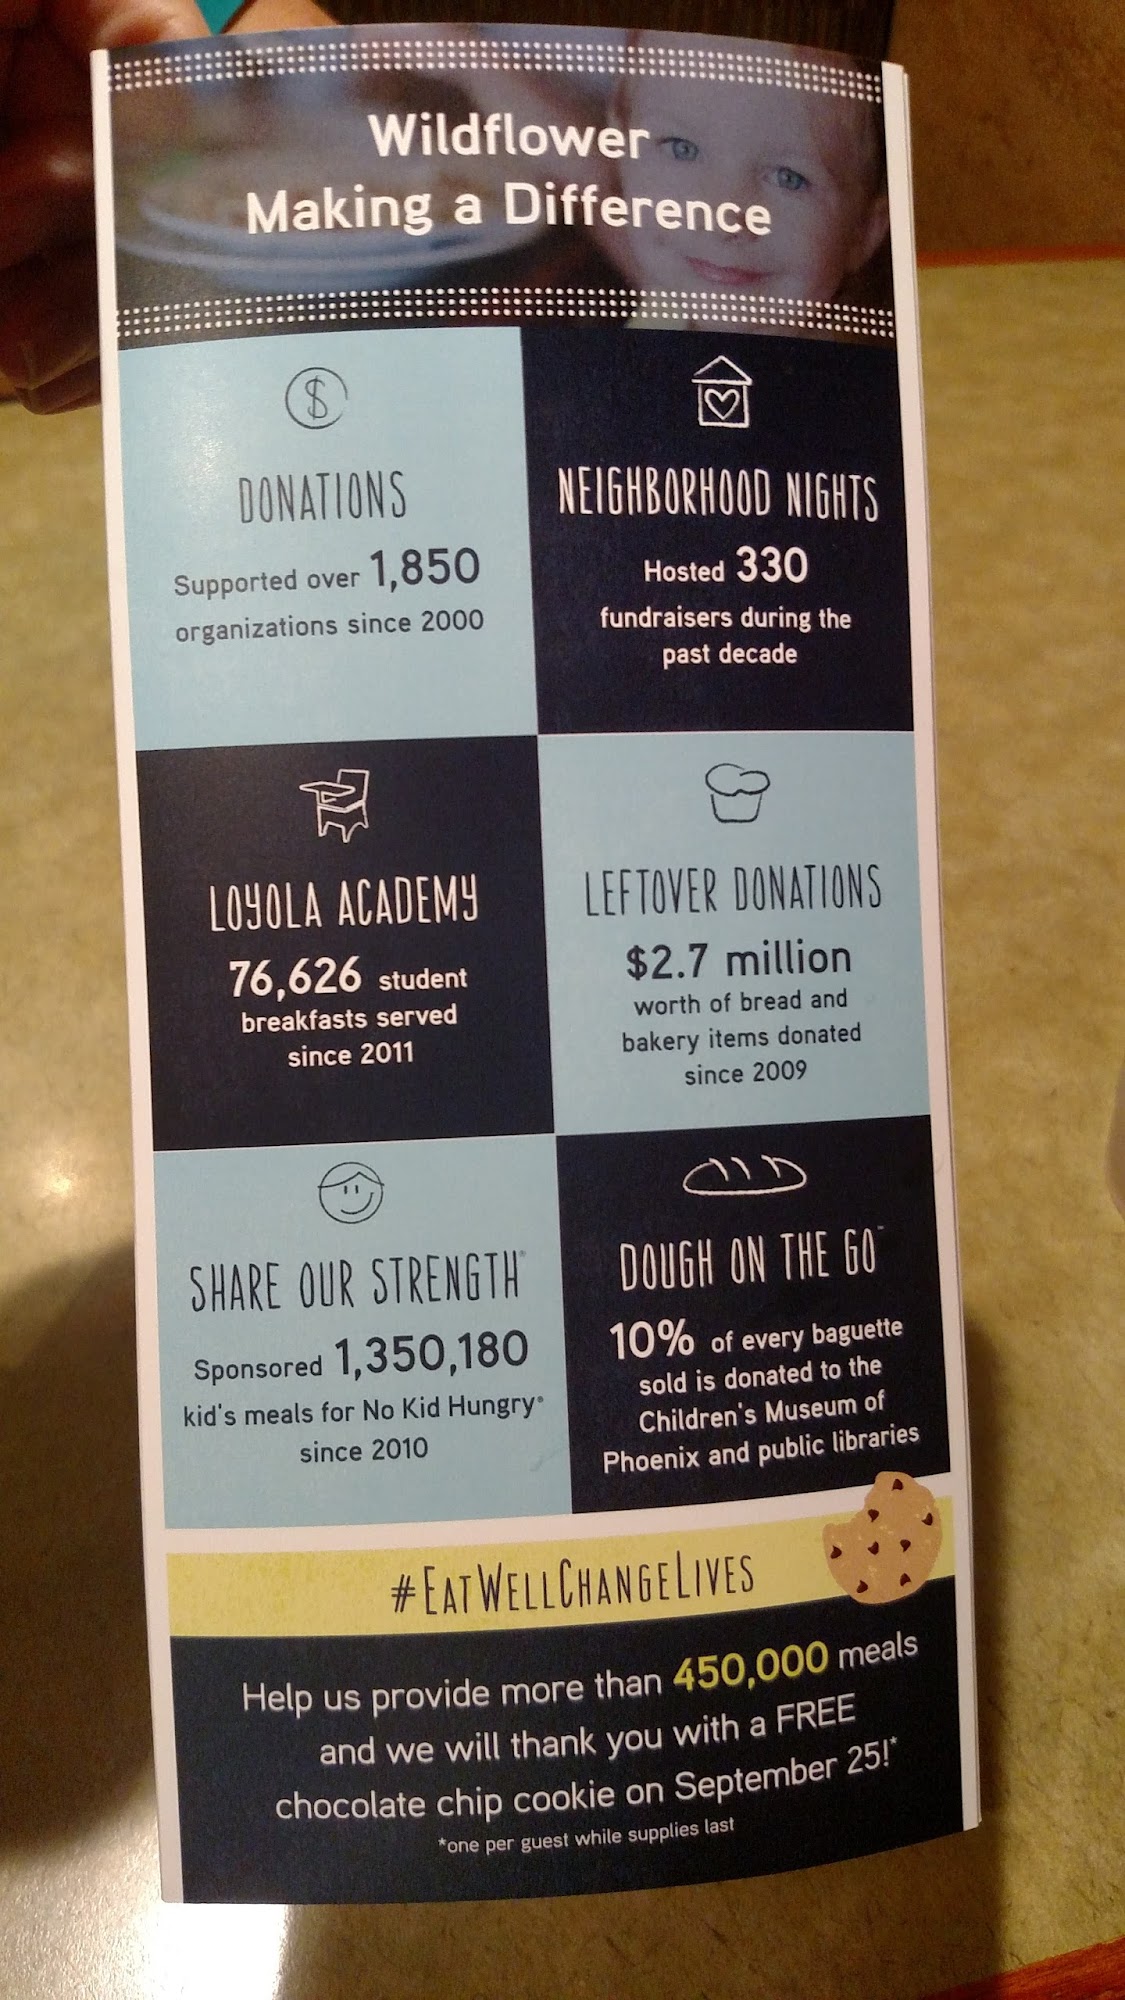 Wildflower
Making a Difference
$
DONATIONS
Supported over 1,850
organizations since 2000
NEIGHBORHOOD NIGHTS
Hosted 330
fundraisers during the
past decade
LOYOLA ACADEMY
76,626 student
breakfasts served
since 2011
LEFTOVER DONATIONS
$2.7 million
worth of bread and
bakery items donated
since 2009
SHARE OUR STRENGTH®
Sponsored 1,350,180
kid's meals for No Kid Hungry®
since 2010
DOUGH ON THE GO™
10% of every baguette
sold is donated to the
Children's Museum of
Phoenix and public libraries
#EATWELLCHANGELIVES
Help us provide more than 450,000 meals
and we will thank you with a FREE
chocolate chip cookie on September 25!*
*one per guest while supplies last